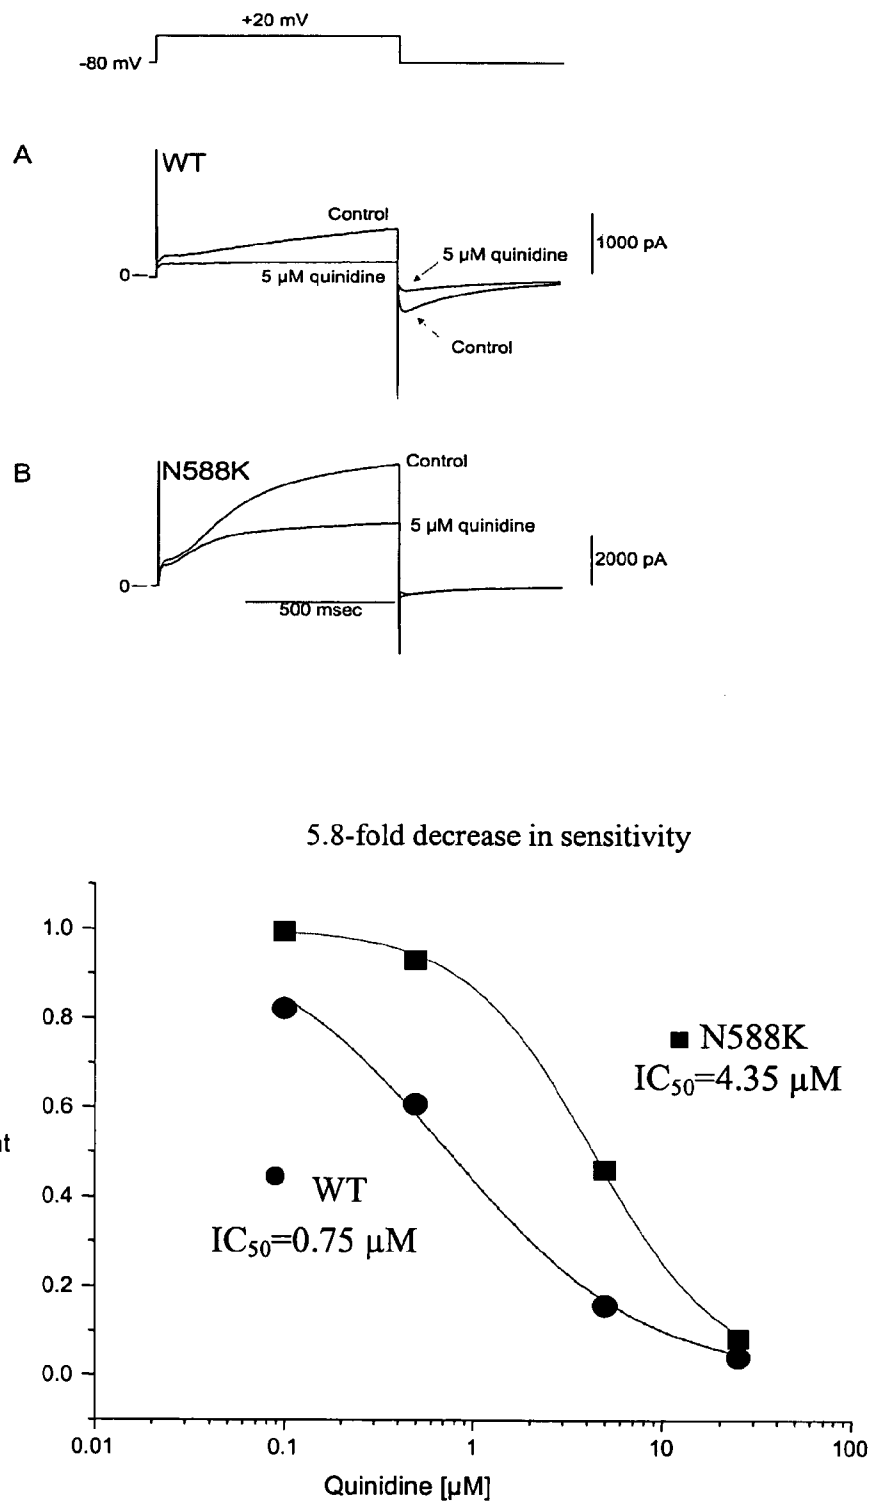 +20 mV
-80 mV
A
WT
Control
1000 pA
5 µM quinidine
0
5 µM quinidine
Control
B
N588K
Control
5 µM quinidine
2000 pA
0
500 msec
5.8-fold decrease in sensitivity
1.0
0.8
N588K
IC50=4.35 µM
0.6
nt
WT
0.4
IC50=0.75 µM
0.2
0.0
0.01 0.1 1 10 100
Quinidine [µM]